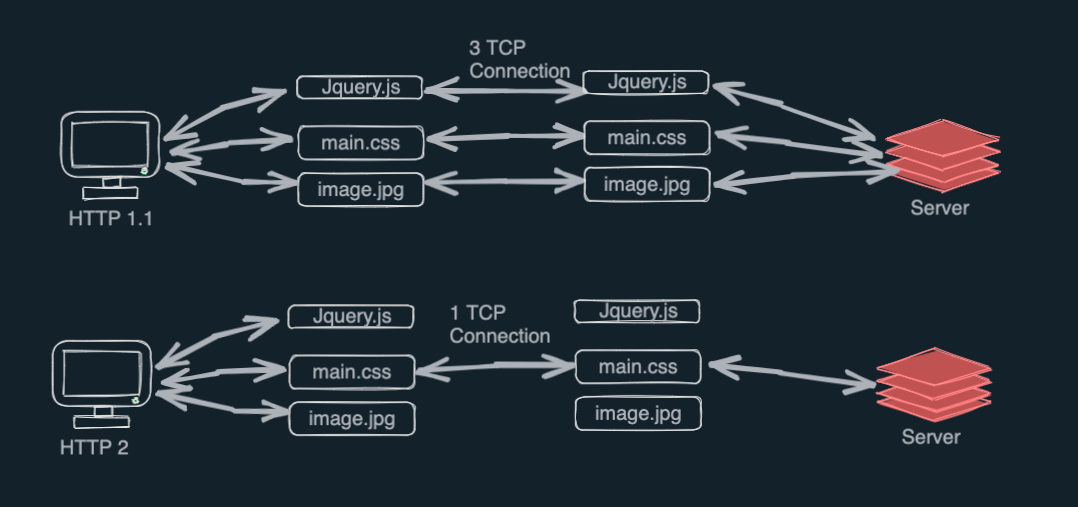 3 TCP
Connection
Jquery.js
Jquery.js
main.css
main.css
image.jpg
image.jpg
HTTP 1.1
Server
Jquery.js
1 TCP
Connection
Jquery.js
main.css
main.css
image.jpg
image.jpg
HTTP 2
Server